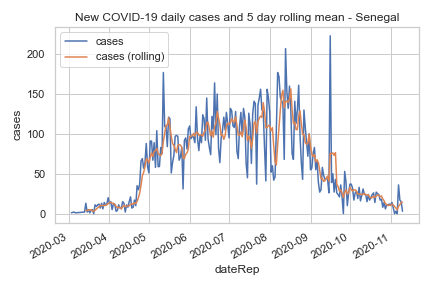 New COVID-19 daily cases and 5 day rolling mean - Senegal
cases
cases (rolling)
cases
200
150
100
50
0
2020-03
2020-04
2020-05
2020-06
2020-07
2020-08
2020-09
2020-10
2020-11
dateRep